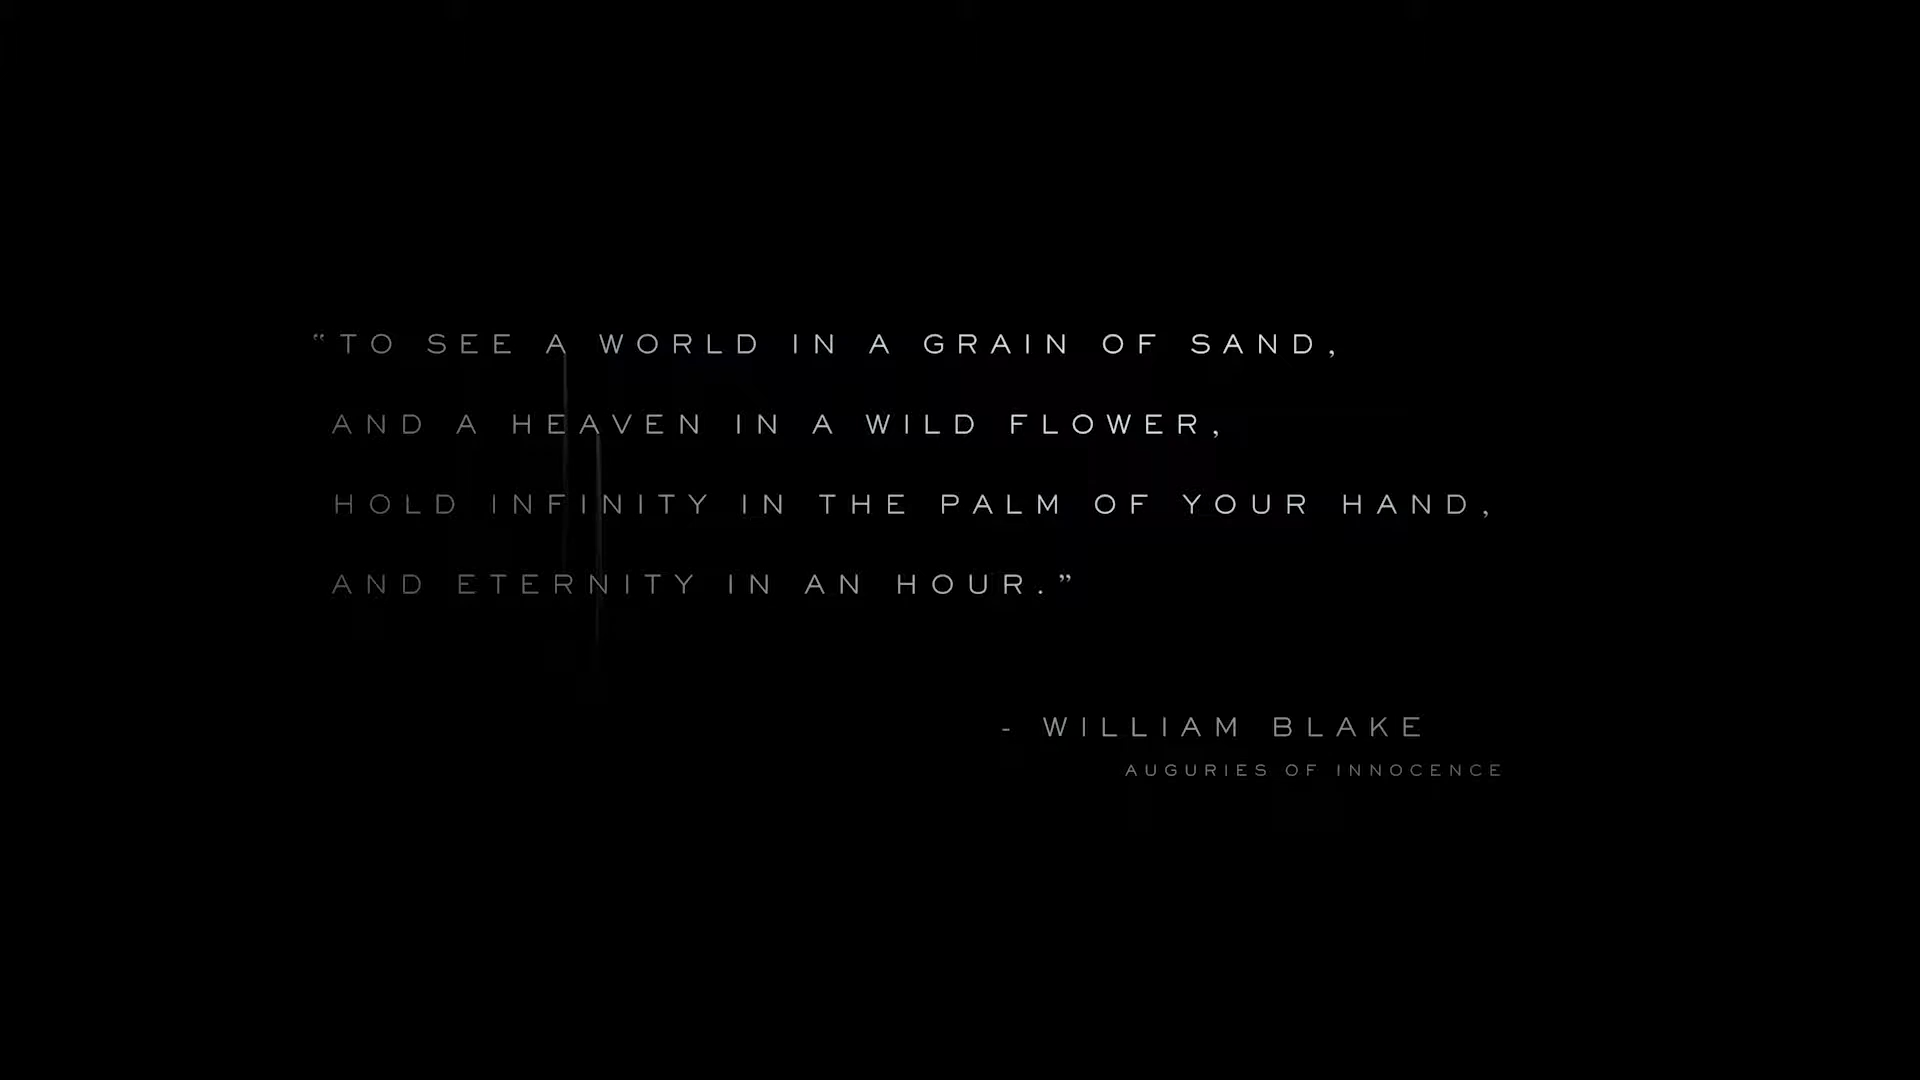 “TO SEE A WORLD IN A GRAIN OF SAND,
AND A HEAVEN IN A WILD FLOWER,
HOLD INFINITY IN THE PALM OF YOUR HAND,
AND ETERNITY IN AN HOUR.”
- WILLIAM BLAKE
AUGURIES OF INNOCENCE